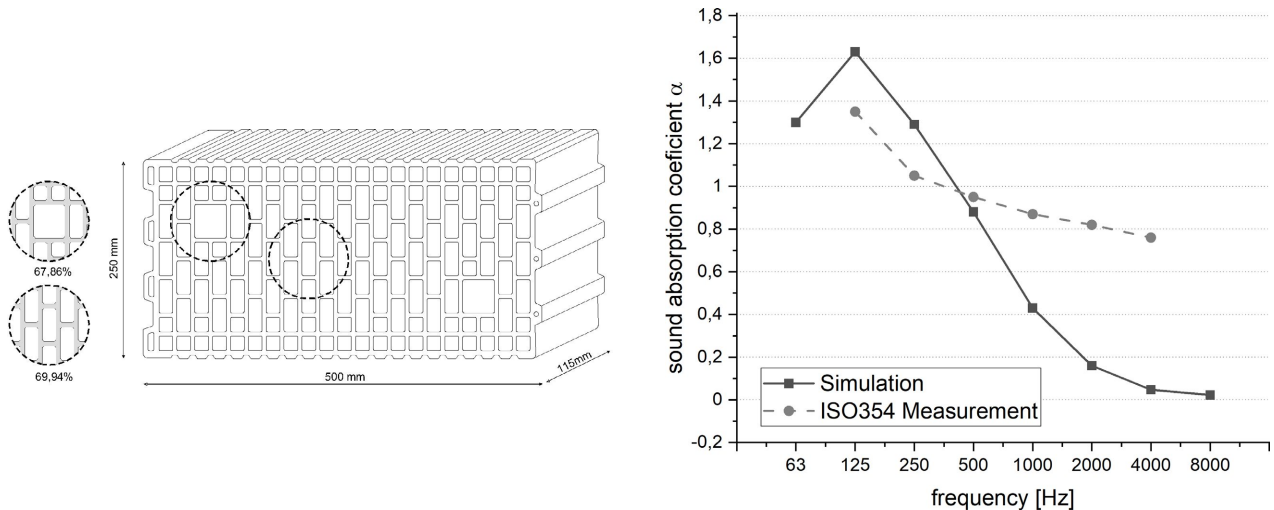 67,86%
69,94%
250 mm
500 mm
115mm
sound absorption coeficient α
1,8
1,6
1,4
1,2
1
0,8
0,6
0,4
0,2
0
-0,2
Simulation
ISO354 Measurement
63 125 250 500 1000 2000 4000 8000
frequency [Hz]